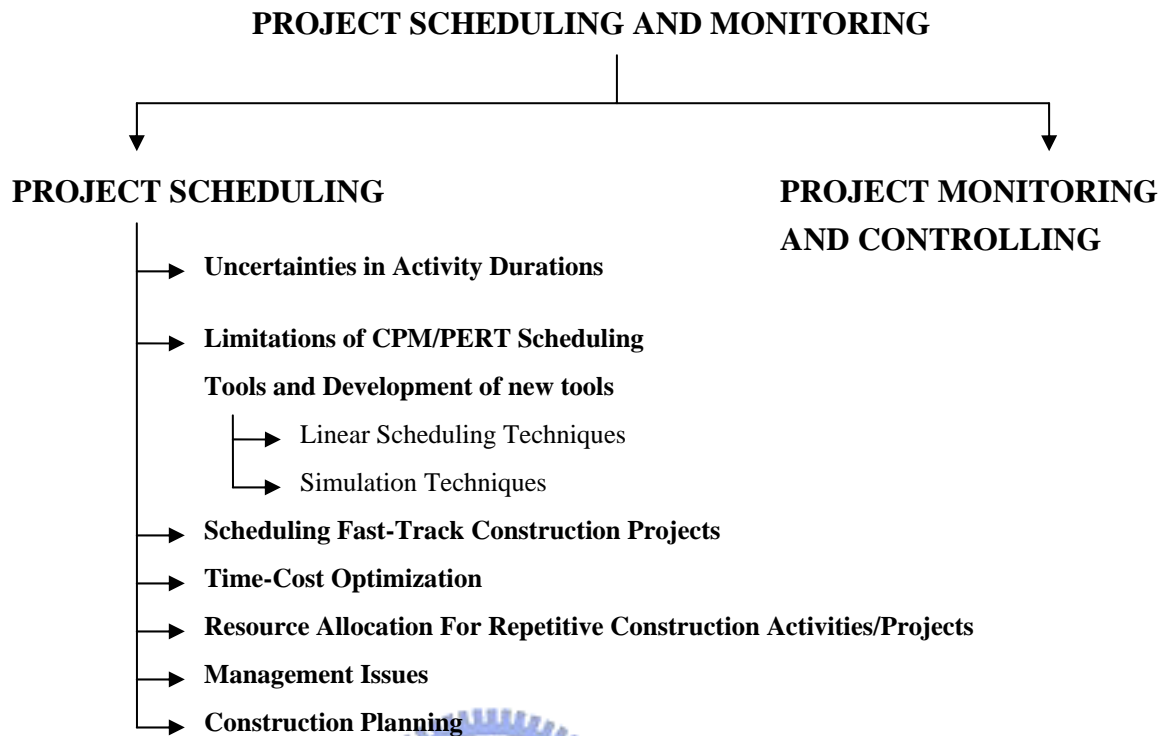 PROJECT SCHEDULING AND MONITORING
PROJECT SCHEDULING
PROJECT MONITORING
AND CONTROLLING
Uncertainties in Activity Durations
Limitations of CPM/PERT Scheduling
Tools and Development of new tools
Linear Scheduling Techniques
Simulation Techniques
Scheduling Fast-Track Construction Projects
Time-Cost Optimization
Resource Allocation For Repetitive Construction Activities/Projects
Management Issues
Construction Planning